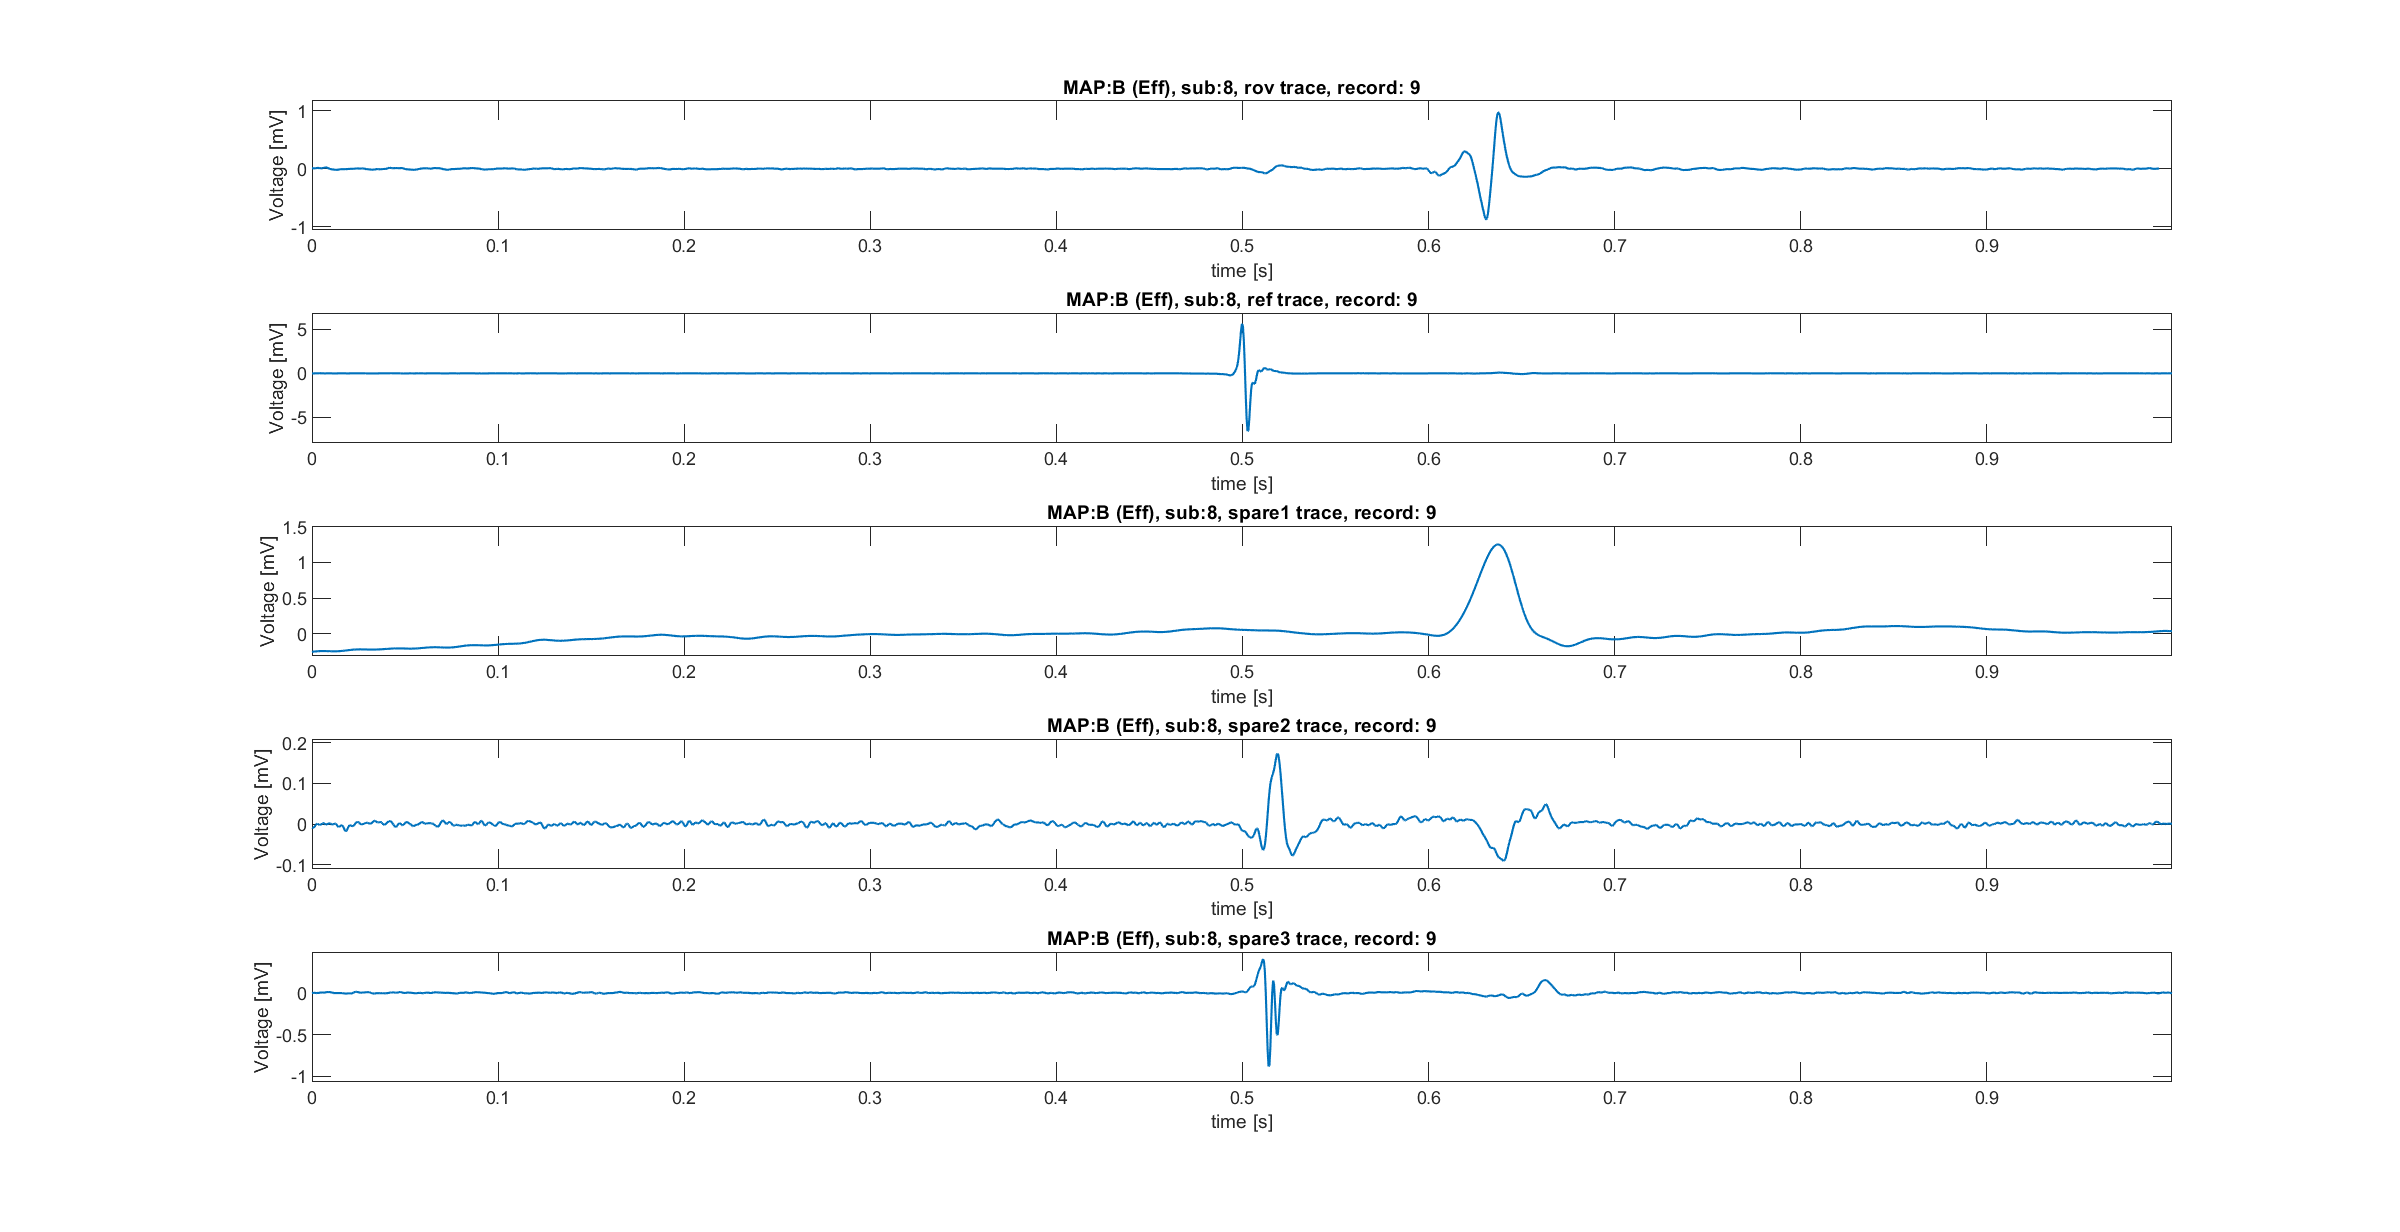 MAP:B (Eff), sub:8, rov trace, record: 9
Voltage [mV]
1
0
-1
0 0.1 0.2 0.3 0.4 0.5 0.6 0.7 0.8 0.9
time [s]
MAP:B (Eff), sub:8, ref trace, record: 9
Voltage [mV]
5
0
-5
0 0.1 0.2 0.3 0.4 0.5 0.6 0.7 0.8 0.9
time [s]
MAP:B (Eff), sub:8, spare1 trace, record: 9
Voltage [mV]
1.5
1
0.5
0
0 0.1 0.2 0.3 0.4 0.5 0.6 0.7 0.8 0.9
time [s]
MAP:B (Eff), sub:8, spare2 trace, record: 9
Voltage [mV]
0.2
0.1
0
-0.1
0 0.1 0.2 0.3 0.4 0.5 0.6 0.7 0.8 0.9
time [s]
MAP:B (Eff), sub:8, spare3 trace, record: 9
Voltage [mV]
0
-0.5
-1
0 0.1 0.2 0.3 0.4 0.5 0.6 0.7 0.8 0.9
time [s]